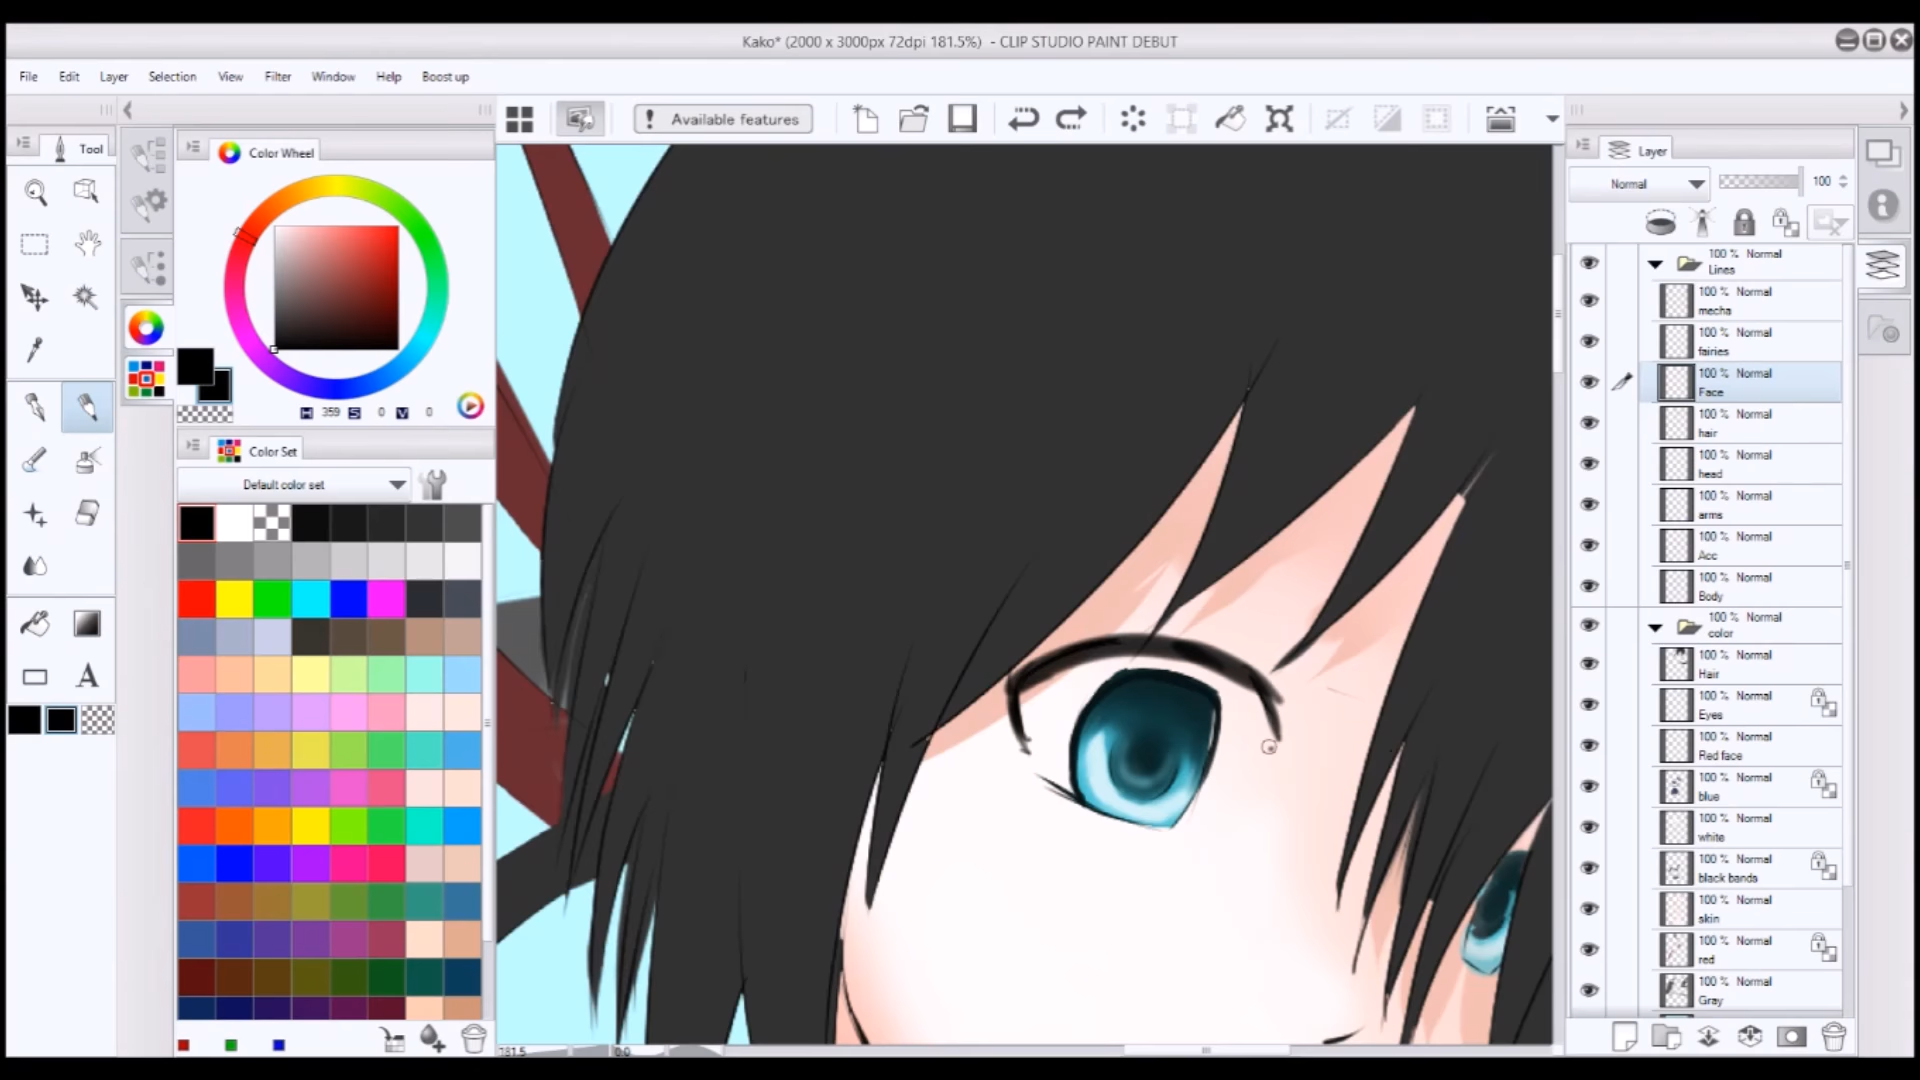 Kako* (2000 x 3000px 72dpi 181.5%) - CLIP STUDIO PAINT DEBUT
File Edit Layer Selection View Filter Window Help Boost up
! Available features
Tool
Color Wheel
H 359 S 0 V 0
Color Set
Default color set
A
181.5 0.0
Layer
Normal 100
100 % Normal
Lines
100 % Normal
mecha
100 % Normal
fairies
100 % Normal
Face
100 % Normal
hair
100 % Normal
head
100 % Normal
arms
100 % Normal
Acc
100 % Normal
Body
100 % Normal
color
100 % Normal
Hair
100 % Normal
Eyes
100 % Normal
Red face
100 % Normal
blue
100 % Normal
white
100 % Normal
black bands
100 % Normal
skin
100 % Normal
red
100 % Normal
Gray